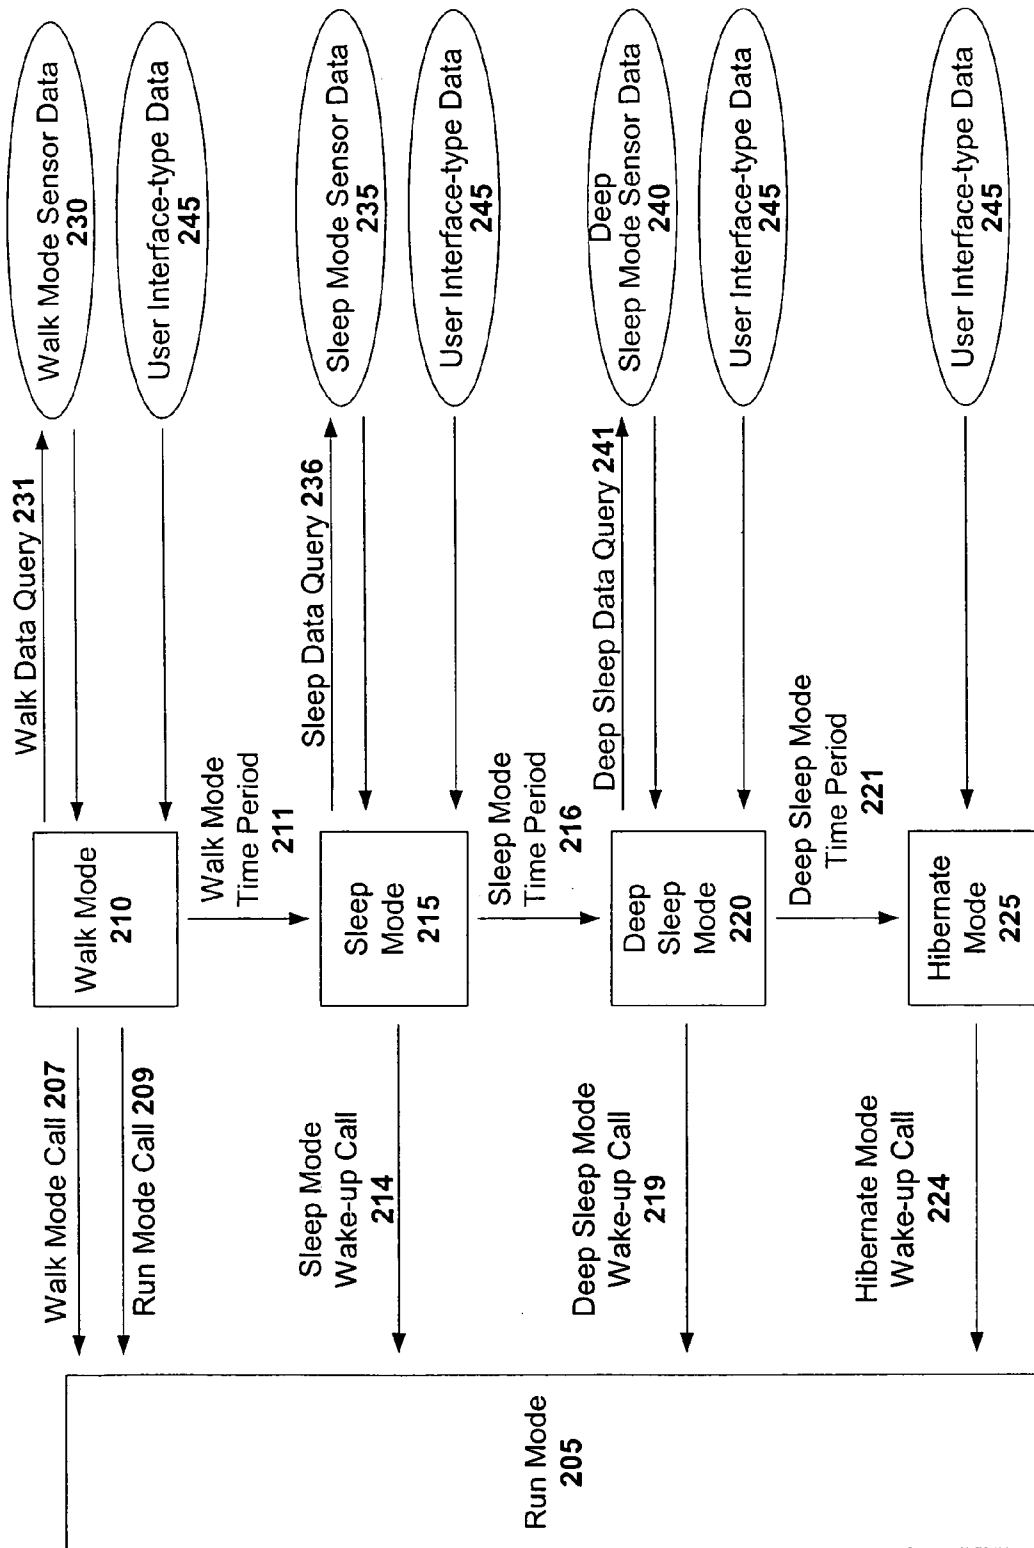 Walk Mode Sensor Data
230
User Interface-type Data
245
Walk Data Query 231
Walk Mode
210
Walk Mode Call 207
Run Mode Call 209
Walk Mode
Time Period
211
Sleep Mode Sensor Data
235
User Interface-type Data
245
Sleep Data Query 236
Sleep
Mode
215
Sleep Mode
Wake-up Call
214
Sleep Mode
Time Period
216
Deep
Sleep Mode Sensor Data
240
User Interface-type Data
245
Deep Sleep Data Query 241
Deep
Sleep
Mode
220
Deep Sleep Mode
Wake-up Call
219
Deep Sleep Mode
Time Period
221
User Interface-type Data
245
Hibernate
Mode
225
Hibernate Mode
Wake-up Call
224
Run Mode
205